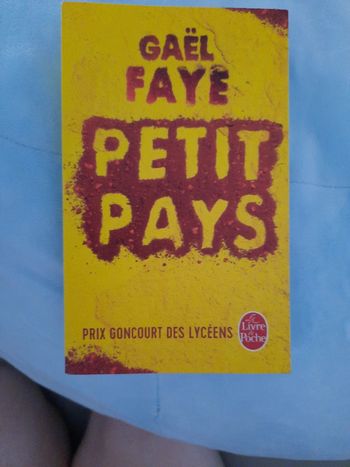 GAËL
FAYE
PETIT
PAYS
PRIX GONCOURT DES LYCÉENS
Le
Livre
de
Poche